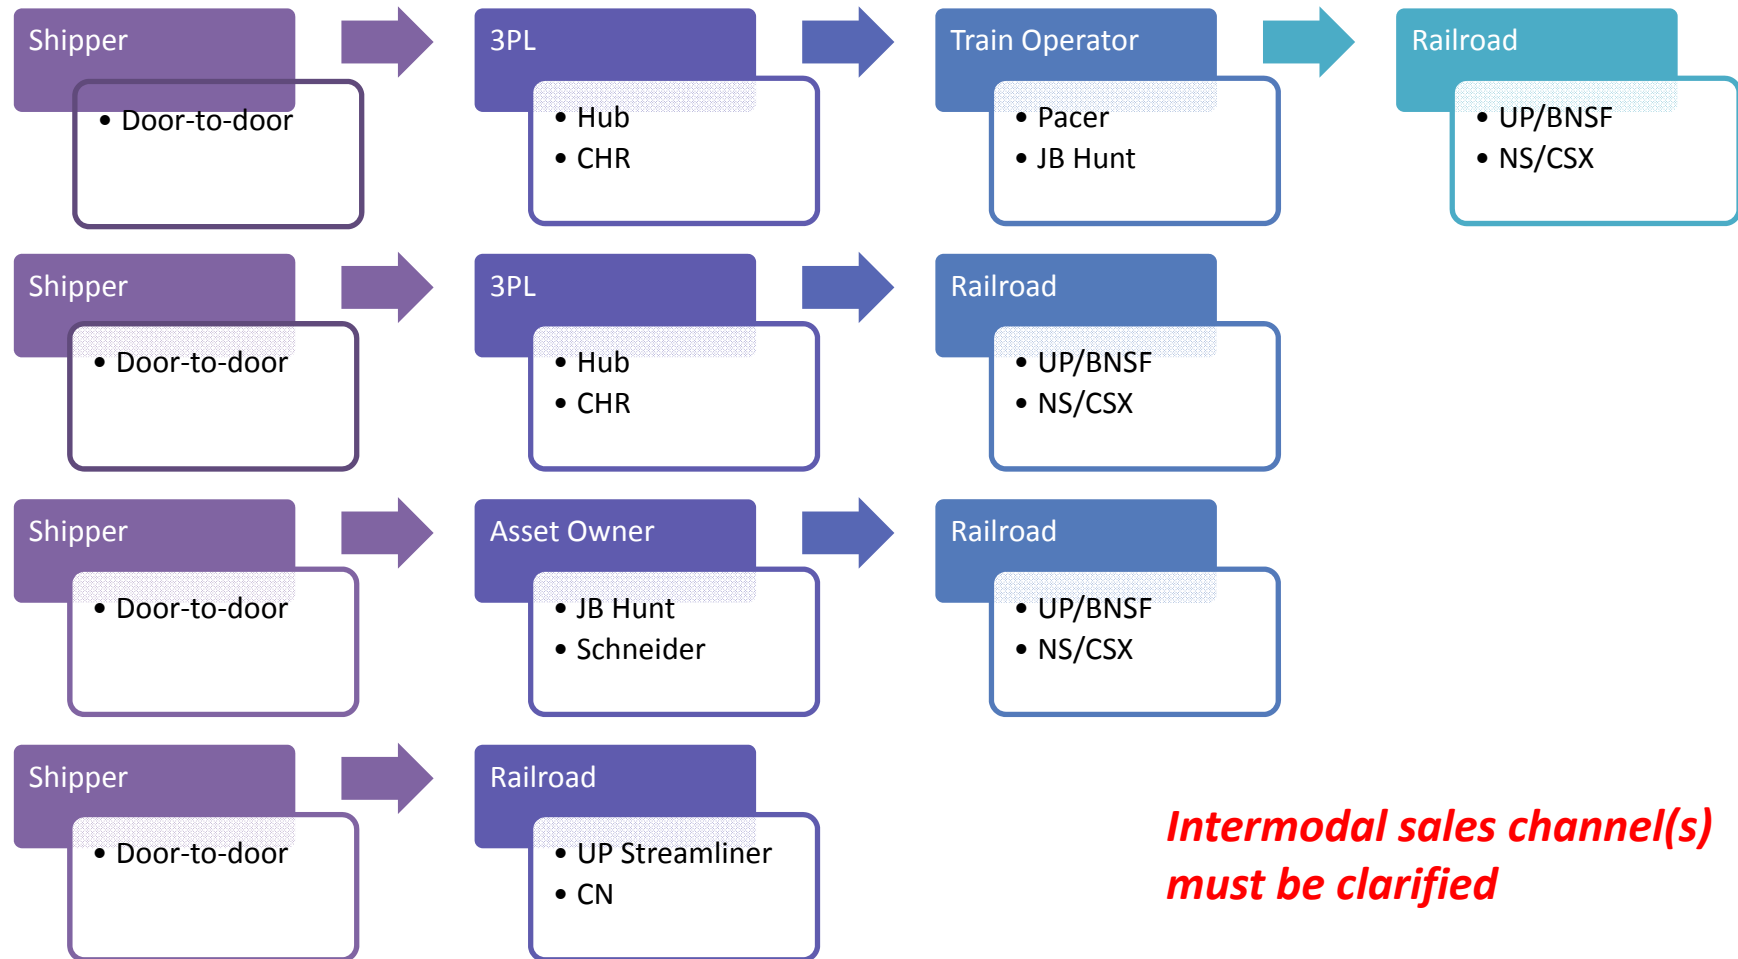 Shipper
• Door-to-door
3PL
• Hub
• CHR
Train Operator
• Pacer
• JB Hunt
Railroad
• UP/BNSF
• NS/CSX
Shipper
• Door-to-door
3PL
• Hub
• CHR
Railroad
• UP/BNSF
• NS/CSX
Shipper
• Door-to-door
Asset Owner
• JB Hunt
• Schneider
Railroad
• UP/BNSF
• NS/CSX
Shipper
• Door-to-door
Railroad
• UP Streamliner
• CN
Intermodal sales channel(s)
must be clarified